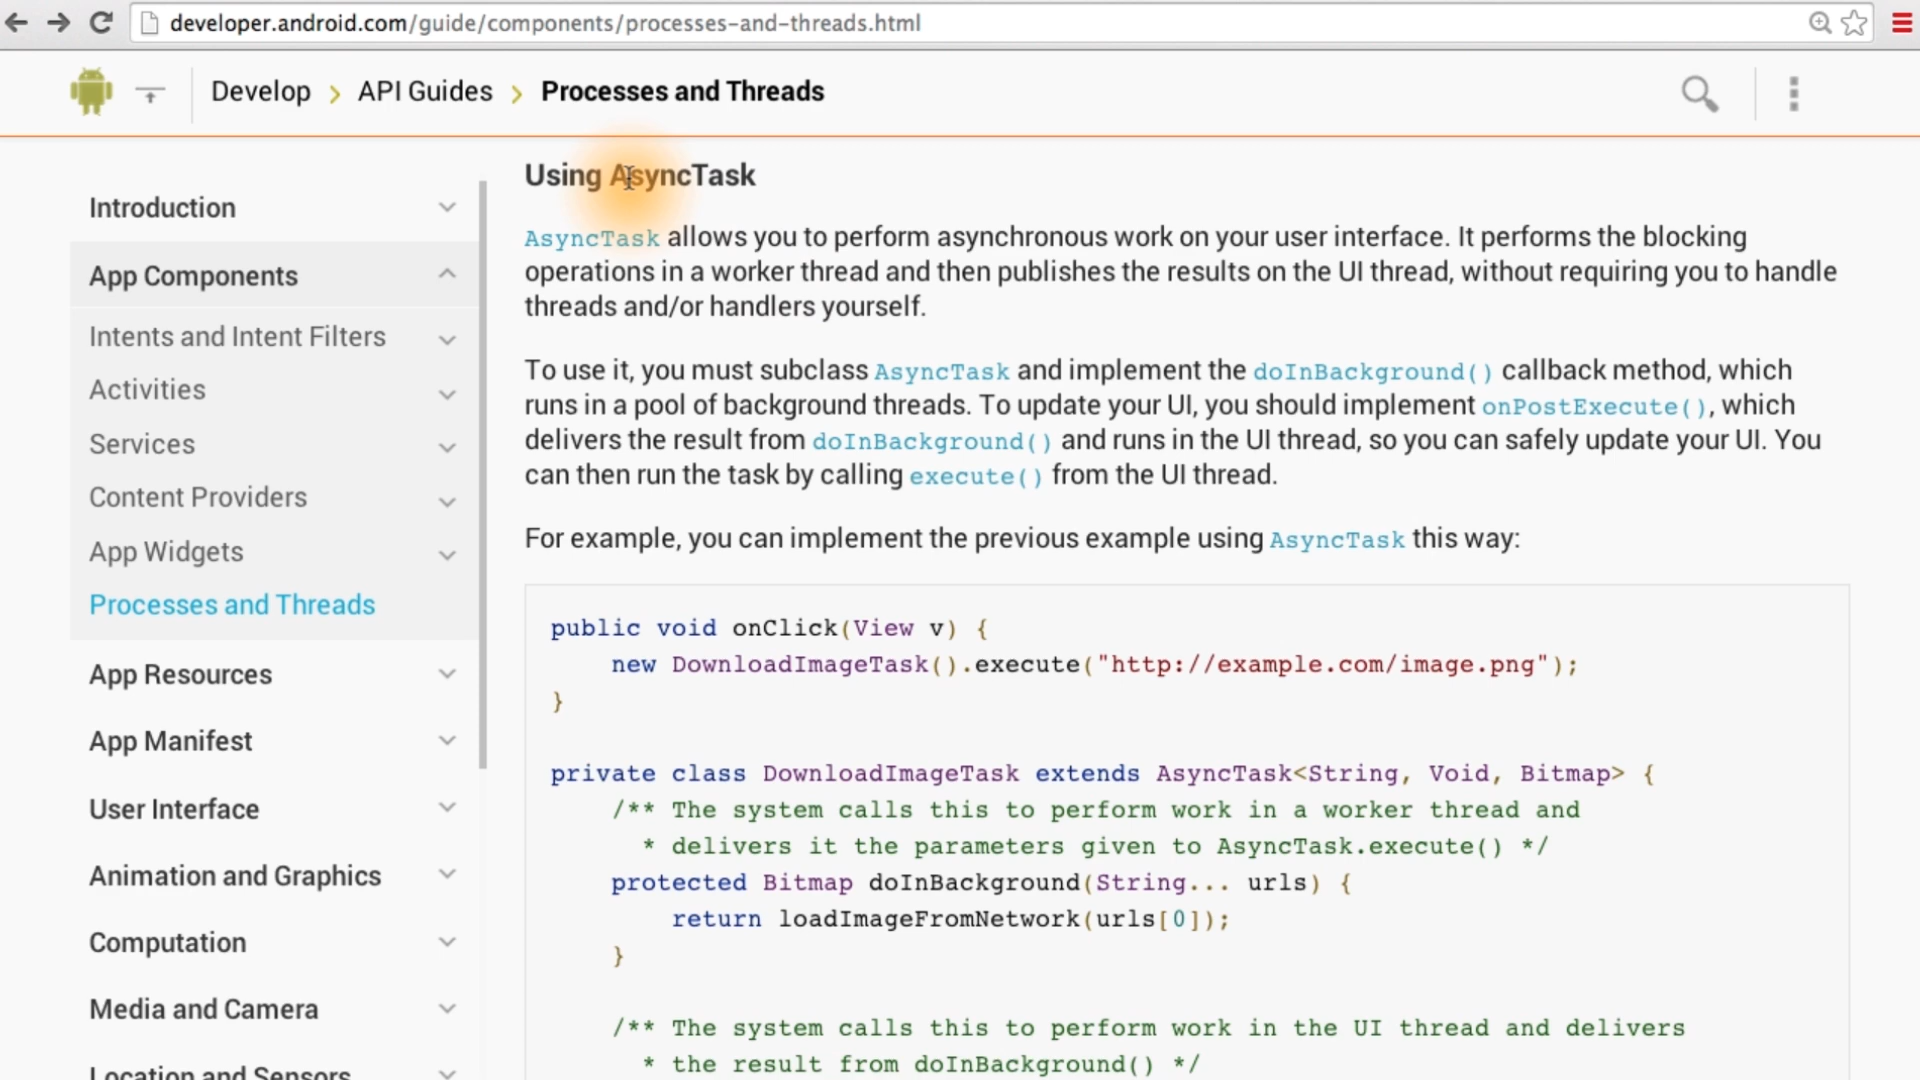 developer.android.com/guide/components/processes-and-threads.html
Develop > API Guides > Processes and Threads
Introduction
App Components
Intents and Intent Filters
Activities
Services
Content Providers
App Widgets
Processes and Threads
App Resources
App Manifest
User Interface
Animation and Graphics
Computation
Media and Camera
Location and Sensors
Using AsyncTask
AsyncTask allows you to perform asynchronous work on your user interface. It performs the blocking
operations in a worker thread and then publishes the results on the UI thread, without requiring you to handle
threads and/or handlers yourself.
To use it, you must subclass AsyncTask and implement the doInBackground() callback method, which
runs in a pool of background threads. To update your UI, you should implement onPostExecute(), which
delivers the result from doInBackground() and runs in the UI thread, so you can safely update your UI. You
can then run the task by calling execute() from the UI thread.
For example, you can implement the previous example using AsyncTask this way:
public void onClick(View v) {
    new DownloadImageTask().execute("http://example.com/image.png");
}
private class DownloadImageTask extends AsyncTask<String, Void, Bitmap> {
    /** The system calls this to perform work in a worker thread and
      * delivers it the parameters given to AsyncTask.execute() */
    protected Bitmap doInBackground(String... urls) {
        return loadImageFromNetwork(urls[0]);
    }
    /** The system calls this to perform work in the UI thread and delivers
      * the result from doInBackground() */